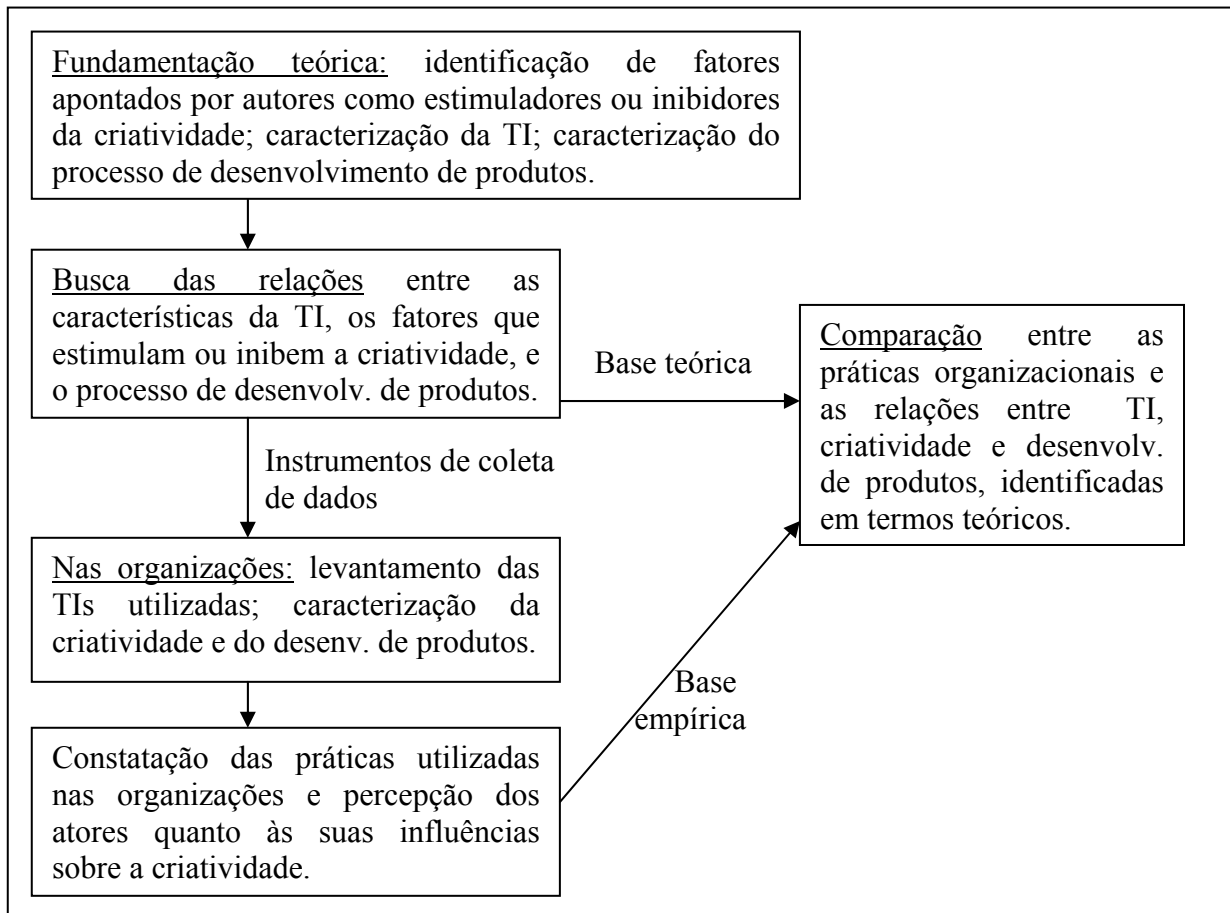 Fundamentação teórica: identificação de fatores
apontados por autores como estimuladores ou inibidores
da criatividade; caracterização da TI; caracterização do
processo de desenvolvimento de produtos.
Busca das relações entre as
características da TI, os fatores que
estimulam ou inibem a criatividade, e
o processo de desenvolv. de produtos.
Base teórica
Comparação entre as
práticas organizacionais e
as relações entre TI,
criatividade e desenvolv.
de produtos, identificadas
em termos teóricos.
Instrumentos de coleta
de dados
Nas organizações: levantamento das
TIs utilizadas; caracterização da
criatividade e do desenv. de produtos.
Base
empírica
Constatação das práticas utilizadas
nas organizações e percepção dos
atores quanto às suas influências
sobre a criatividade.